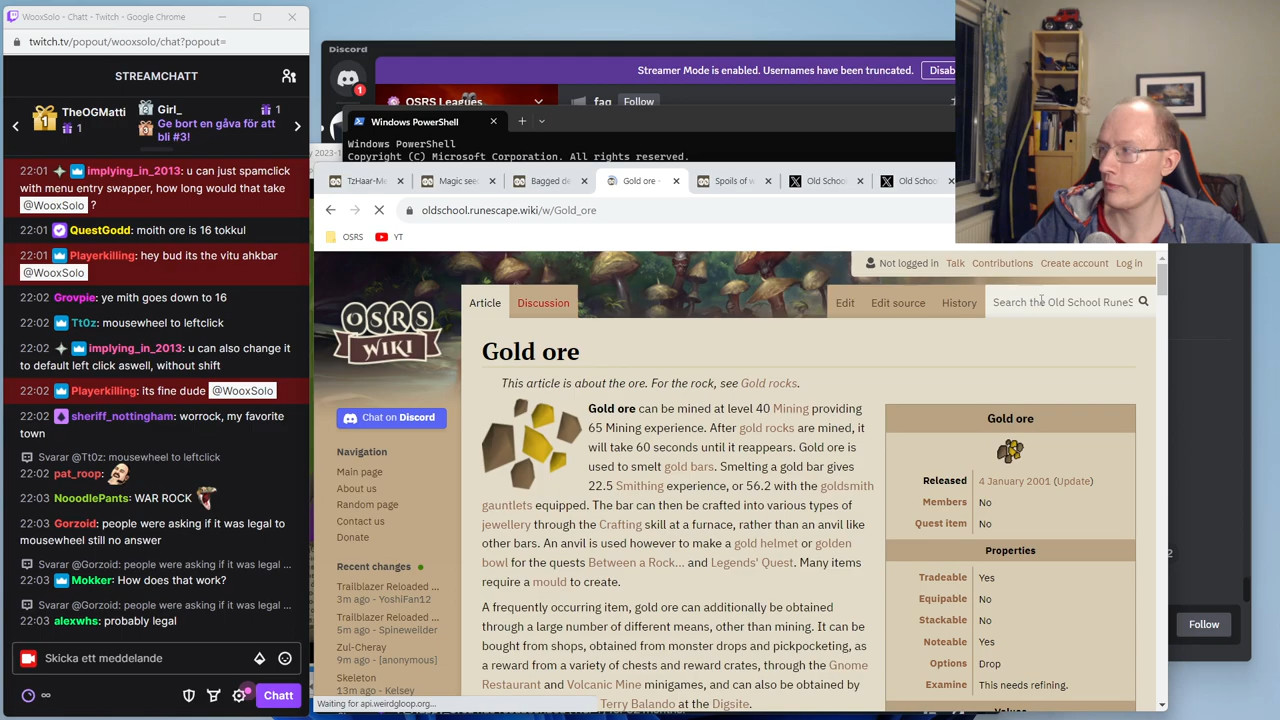 WooxSolo - Chatt - Twitch - Google Chrome
twitch.tv/popout/wooxsolo/chat?popout=
STREAMCHATT
TheOGMatti
1
Girl_
1
Ge bort en gåva för att
bli #3!
22:01 implying_in_2013: u can just spamclick
with menu entry swapper, how long would that take
@WooxSolo ?
22:01 QuestGodd: moith ore is 16 tokkul
22:01 Playerkilling: hey bud its the vitu ahkbar
@WooxSolo
22:02 Grovpie: ye mith goes down to 16
22:02 Tt0z: mousewheel to leftclick
22:02 implying_in_2013: u can also change it
to default left click aswell, without shift
22:02 Playerkilling: its fine dude @WooxSolo
22:02 sheriff_nottingham: worrock, my favorite
town
Svarar @Tt0z: mousewheel to leftclick
22:02 pat_roop:
22:03 NooodlePants: WAR ROCK
22:03 Gorzoid: people were asking if it was legal to
mousewheel still no answer
Svarar @Gorzoid: people were asking if it was legal ...
22:03 Mokker: How does that work?
Svarar @Gorzoid: people were asking if it was legal ...
22:03 alexwhs: probably legal
Skicka ett meddelande
Chatt
Discord
1
Streamer Mode is enabled. Usernames have been truncated.
Disab
OSRS Leagues
faq
Follow
Windows PowerShell
Windows PowerShell
Copyright (C) Microsoft Corporation. All rights reserved.
TzHaar-Me
Magic see
Bagged de
Gold ore -
Spoils of w
Old Schoo
Old Schoo
oldschool.runescape.wiki/w/Gold_ore
OSRS
YT
Not logged in
Talk
Contributions
Create account
Log in
OSRS
WIKI
Article
Discussion
Edit
Edit source
History
Search the Old School RuneS
Chat on Discord
Navigation
Main page
About us
Random page
Contact us
Donate
Recent changes
Trailblazer Reloaded ...
3m ago - YoshiFan12
Trailblazer Reloaded ...
5m ago - Spineweilder
Zul-Cheray
9m ago - [anonymous]
Skeleton
13m ago - Kelsey
Gold ore
This article is about the ore. For the rock, see Gold rocks.
Gold ore can be mined at level 40 Mining providing
65 Mining experience. After gold rocks are mined, it
will take 60 seconds until it reappears. Gold ore is
used to smelt gold bars. Smelting a gold bar gives
22.5 Smithing experience, or 56.2 with the goldsmith
gauntlets equipped. The bar can then be crafted into various types of
jewellery through the Crafting skill at a furnace, rather than an anvil like
other bars. An anvil is used however to make a gold helmet or golden
bowl for the quests Between a Rock... and Legends' Quest. Many items
require a mould to create.
A frequently occurring item, gold ore can additionally be obtained
through a large number of different means, other than mining. It can be
bought from shops, obtained from monster drops and pickpocketing, as
a reward from a variety of chests and reward crates, through the Gnome
Restaurant and Volcanic Mine minigames, and can also be obtained by
Terry Balando at the Digsite.
Gold ore
Released 4 January 2001 (Update)
Members No
Quest item No
Properties
Tradeable Yes
Equipable No
Stackable No
Noteable Yes
Options Drop
Examine This needs refining.
Values
Follow
Waiting for api.weirdgloop.org...